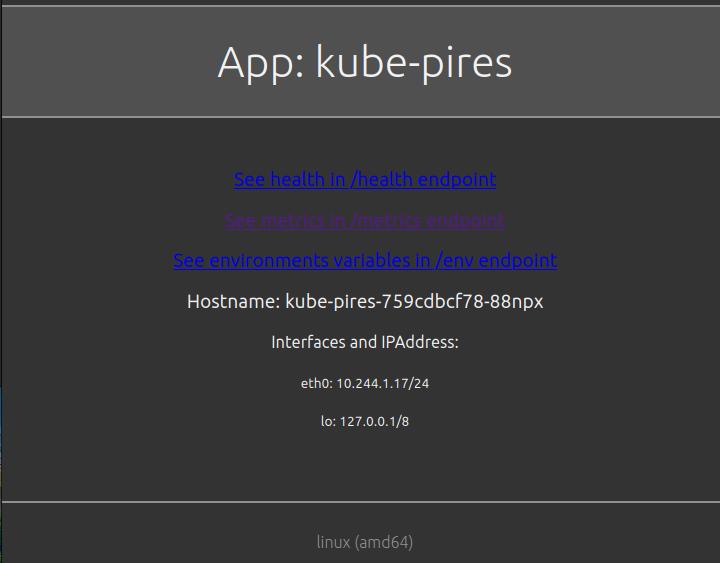 App: kube-pires
See health in /health endpoint
See metrics in /metrics endpoint
See environments variables in /env endpoint
Hostname: kube-pires-759cdbcf78-88npx
Interfaces and IPAddress:
eth0: 10.244.1.17/24
lo: 127.0.0.1/8
linux (amd64)